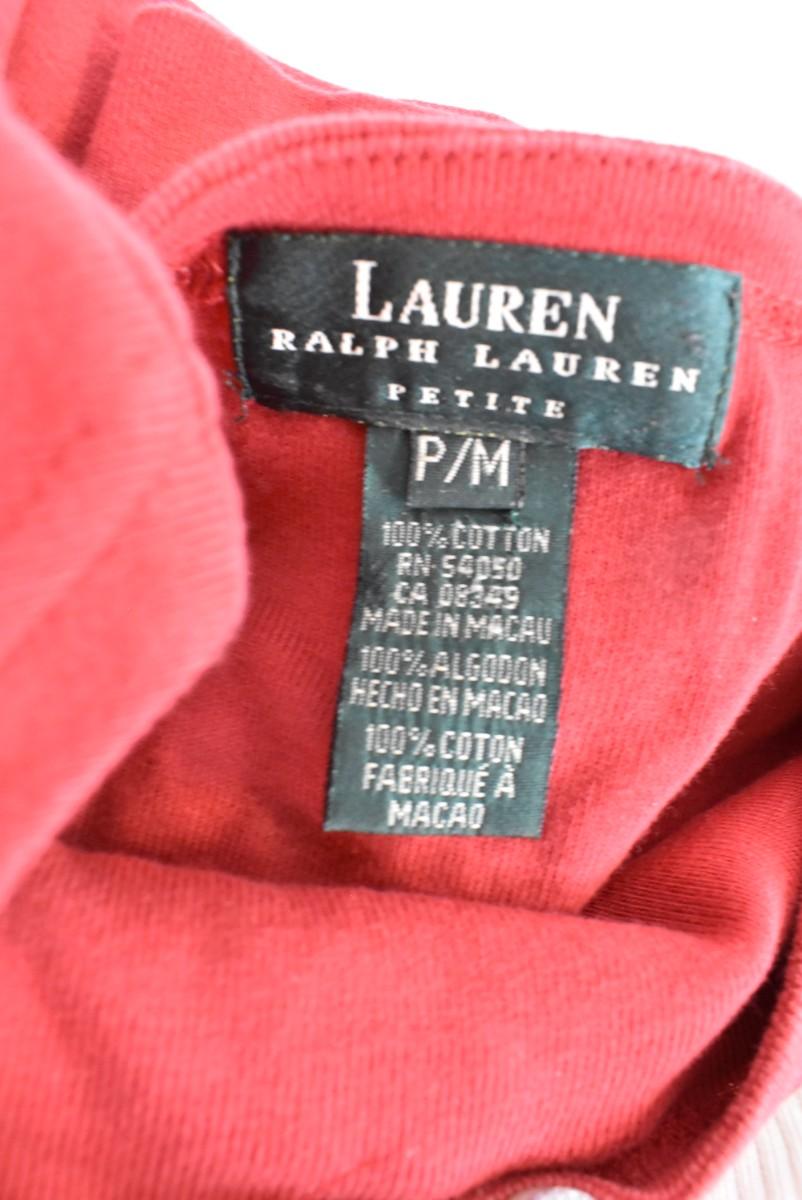 LAUREN
RALPH LAUREN
PETITE
P/M
100% COTTON
RN 54050
CA 08349
MADE IN MACAU
100% ALGODON
HECHO EN MACAO
100% COTON
FABRIQUÉ À
MACAO